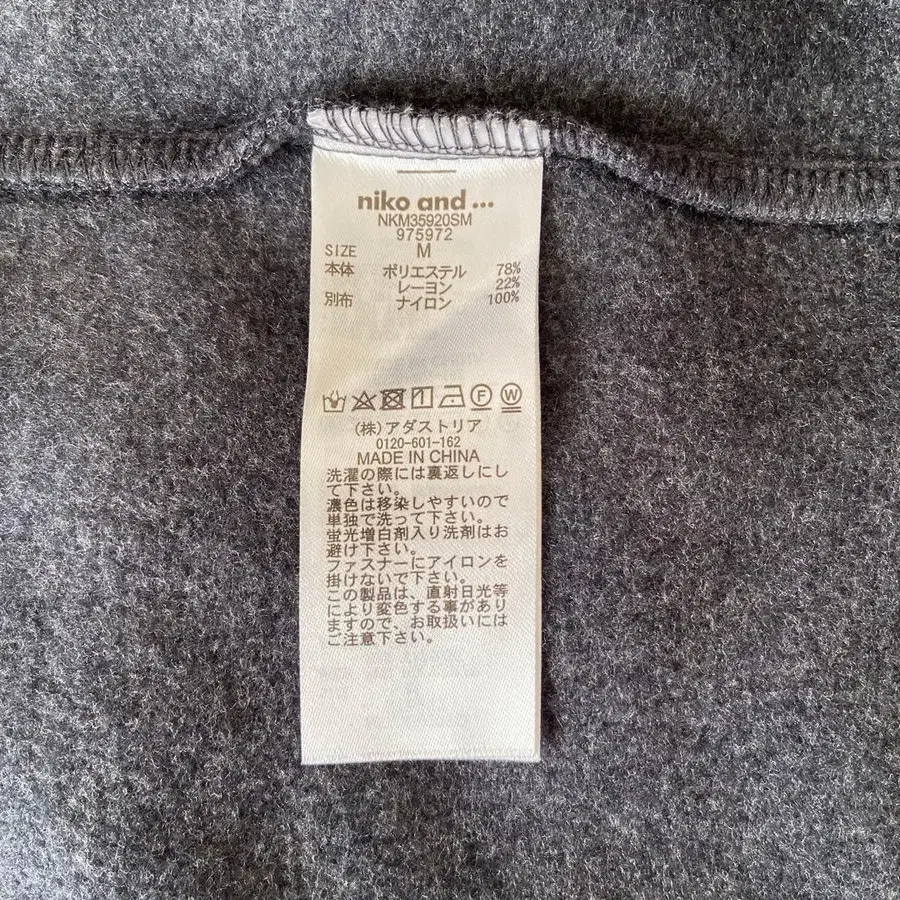 niko and ...
NKM35920SM
975972
SIZE M
本体 ポリエステル 78%
レーヨン 22%
別布 ナイロン 100%
F W
(株)アダストリア
0120-601-162
MADE IN CHINA
洗濯の際には裏返しにし
て下さい。
濃色は移染しやすいので
単独で洗って下さい。
蛍光増白剤入り洗剤はお
避け下さい。
ファスナーにアイロンを
掛けないで下さい。
この製品は、直射日光等
により変色する事があり
ますので、お取扱いには
ご注意下さい。